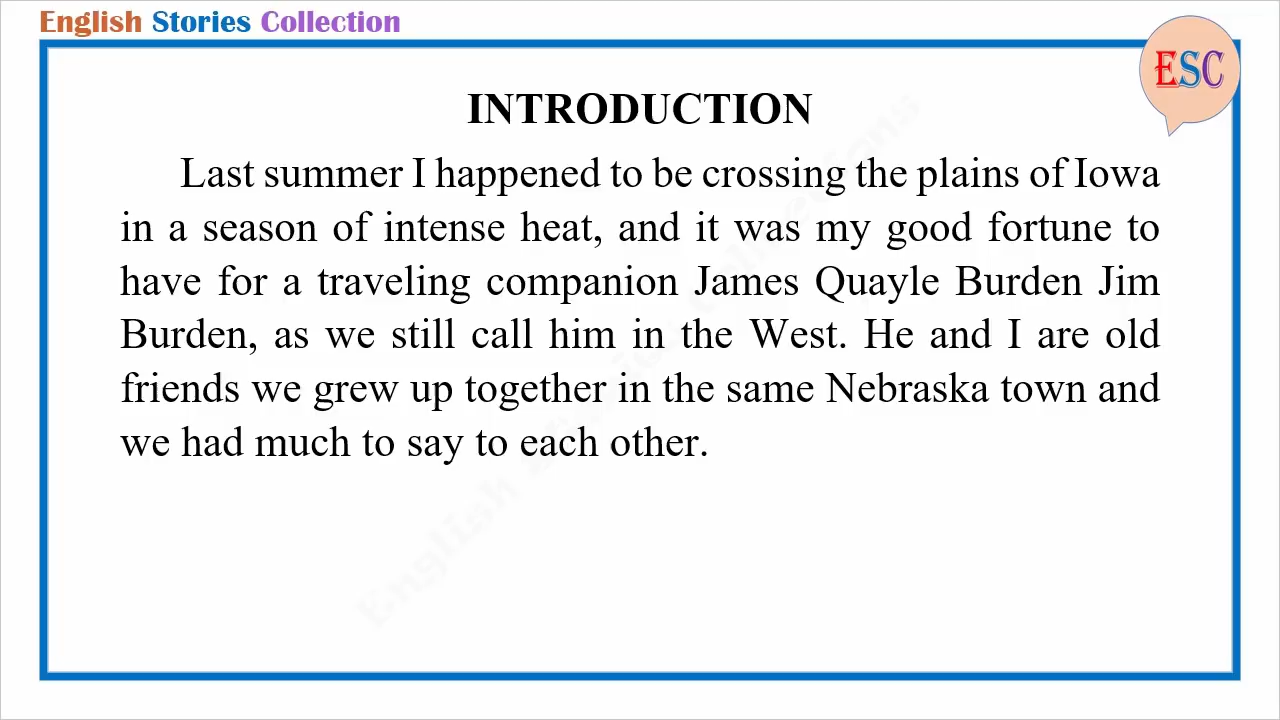 English Stories Collection
ESC
INTRODUCTION
Last summer I happened to be crossing the plains of Iowa
in a season of intense heat, and it was my good fortune to
have for a traveling companion James Quayle Burden Jim
Burden, as we still call him in the West. He and I are old
friends we grew up together in the same Nebraska town and
we had much to say to each other.